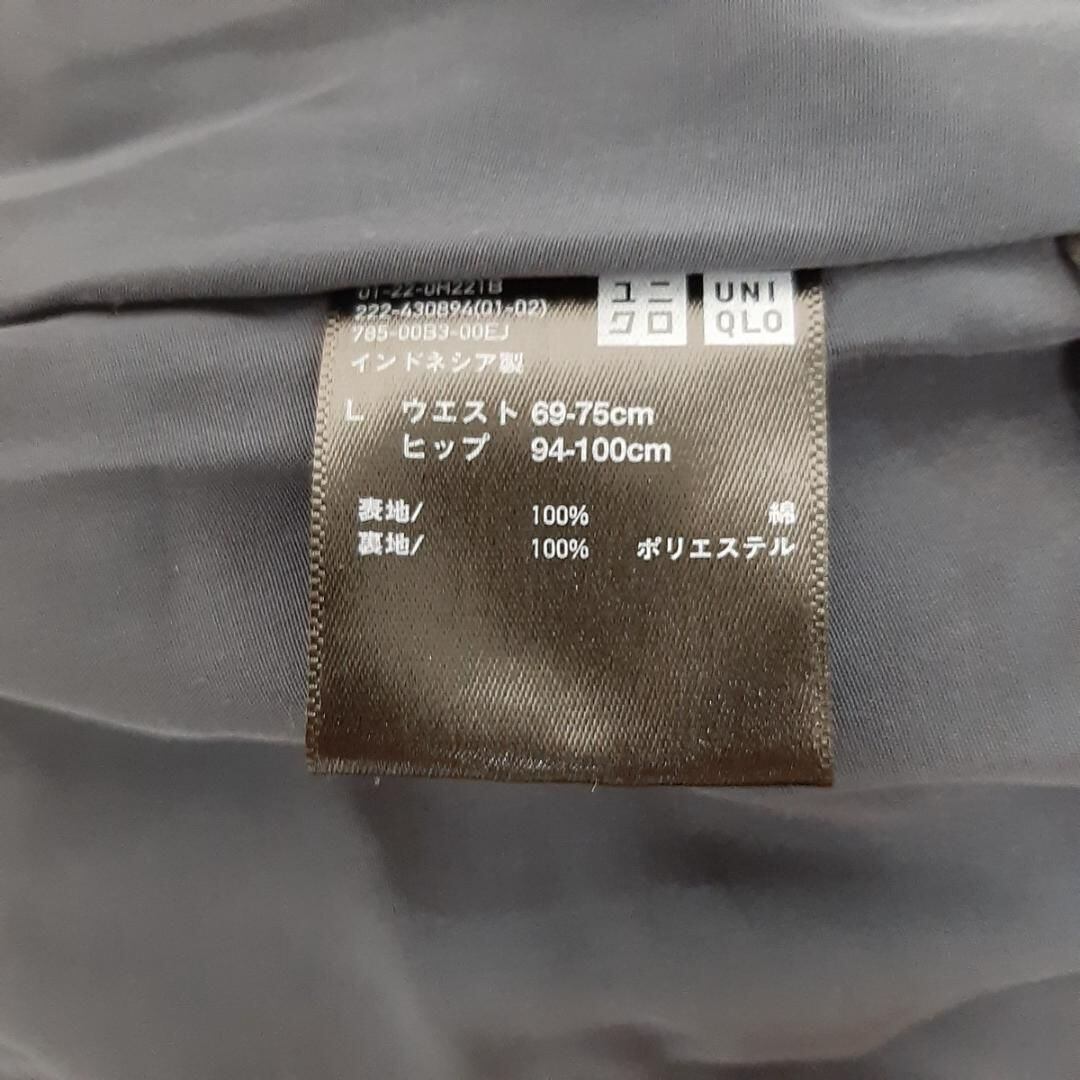 222-430894(01-02)
785-00B3-00EJ
インドネシア製
ユニ
クロ
UNI
QLO
L ウエスト 69-75cm
ヒップ 94-100cm
表地/ 100% 綿
裏地/ 100% ポリエステル